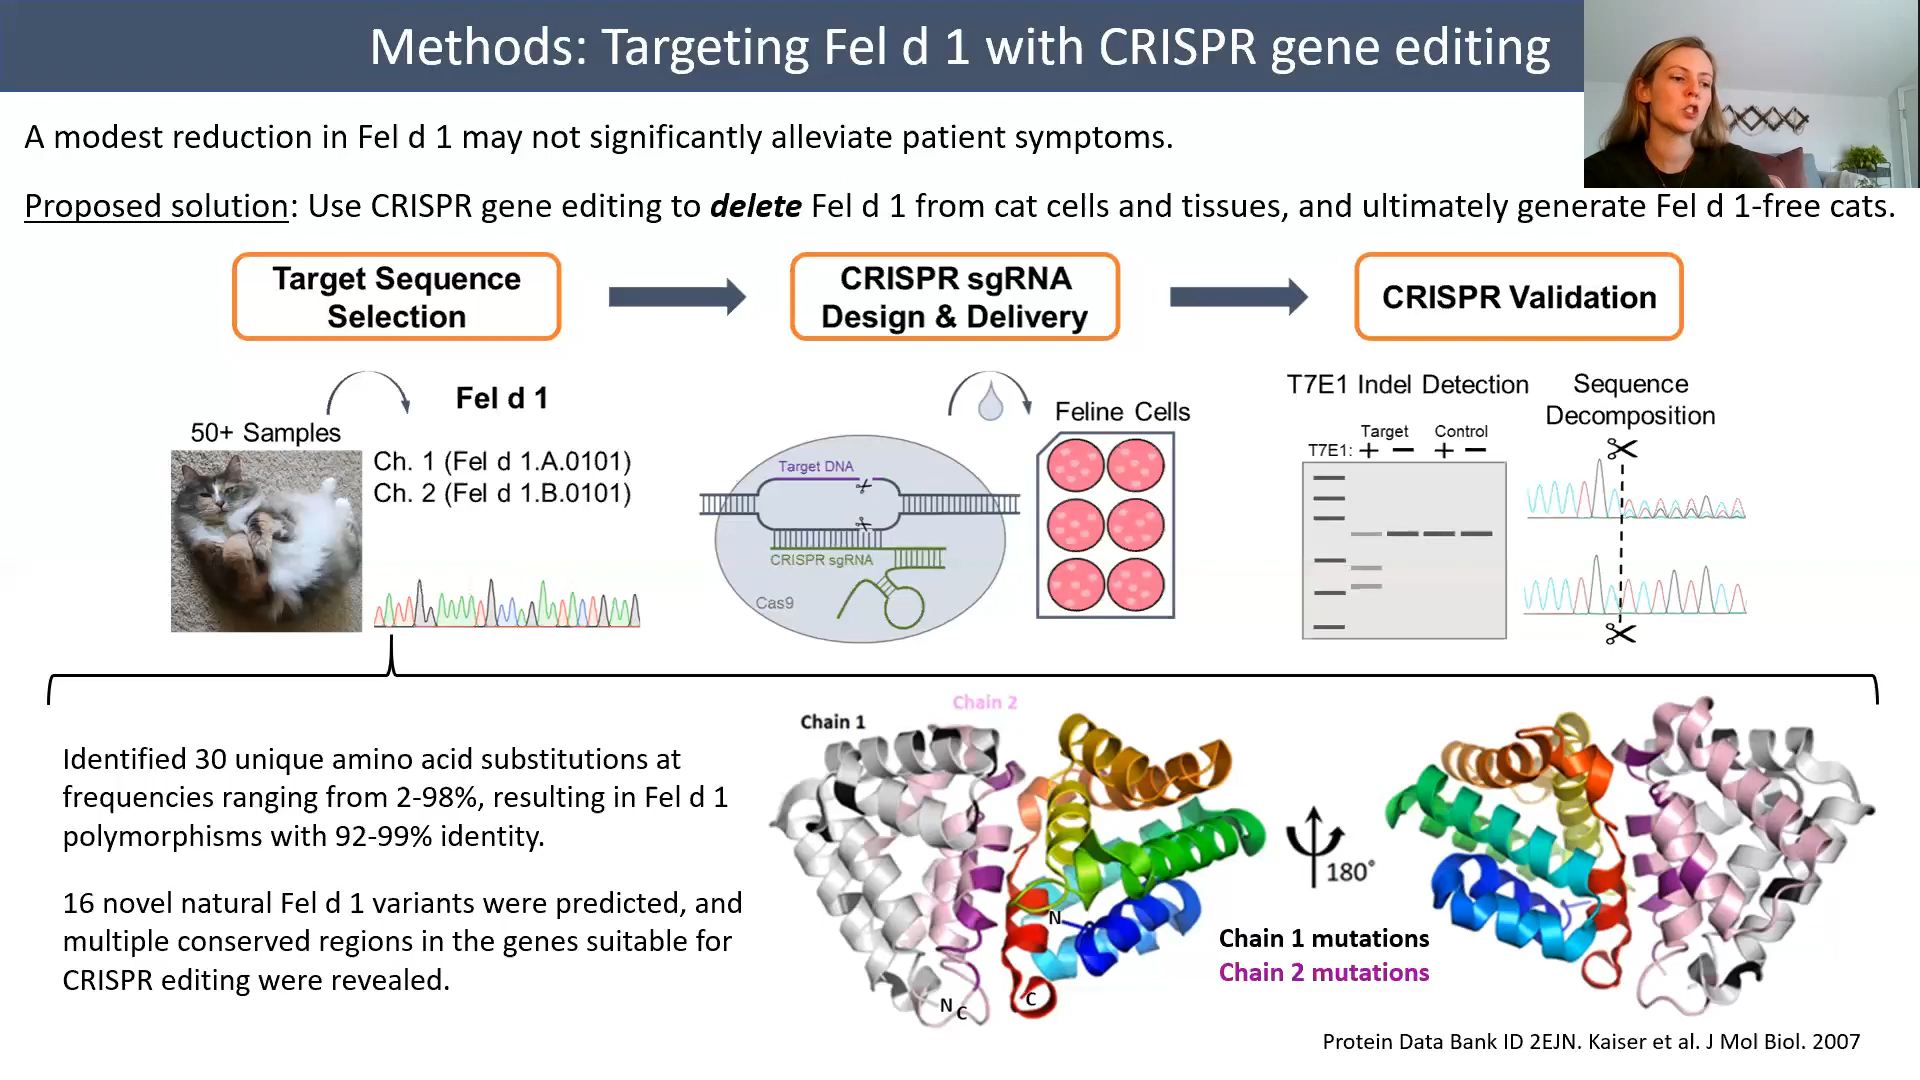 Methods: Targeting Fel d 1 with CRISPR gene editing
A modest reduction in Fel d 1 may not significantly alleviate patient symptoms.
Proposed solution: Use CRISPR gene editing to delete Fel d 1 from cat cells and tissues, and ultimately generate Fel d 1-free cats.
Target Sequence
Selection
CRISPR sgRNA
Design & Delivery
CRISPR Validation
50+ Samples
Fel d 1
Ch. 1 (Fel d 1.A.0101)
Ch. 2 (Fel d 1.B.0101)
Target DNA
CRISPR sgRNA
Cas9
Feline Cells
T7E1 Indel Detection
Target Control
T7E1: + − + −
Sequence
Decomposition
Identified 30 unique amino acid substitutions at
frequencies ranging from 2-98%, resulting in Fel d 1
polymorphisms with 92-99% identity.
16 novel natural Fel d 1 variants were predicted, and
multiple conserved regions in the genes suitable for
CRISPR editing were revealed.
Chain 1
Chain 2
N
C
N
C
180°
Chain 1 mutations
Chain 2 mutations
Protein Data Bank ID 2EJN. Kaiser et al. J Mol Biol. 2007